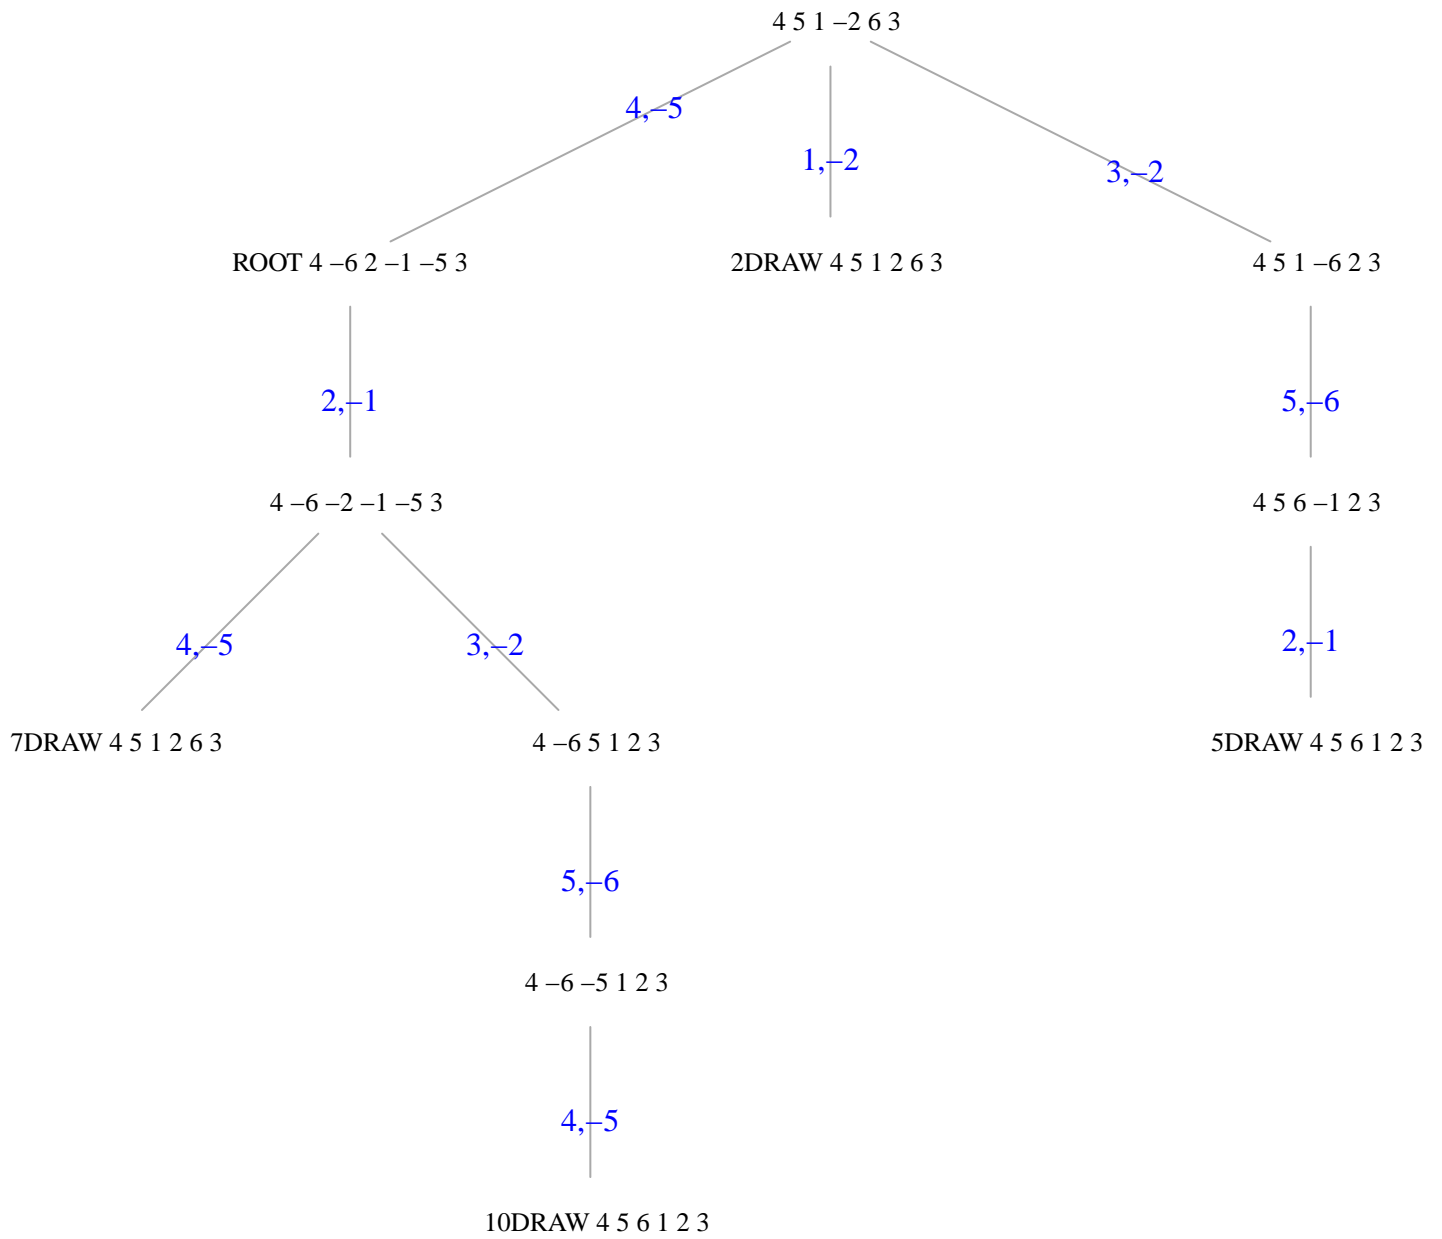 4 5 1 –2 6 3
4,–5
1,–2
3,–2
ROOT 4 –6 2 –1 –5 3
2DRAW 4 5 1 2 6 3
4 5 1 –6 2 3
2,–1
5,–6
4 –6 –2 –1 –5 3
4 5 6 –1 2 3
4,–5
3,–2
2,–1
7DRAW 4 5 1 2 6 3
4 –6 5 1 2 3
5DRAW 4 5 6 1 2 3
5,–6
4 –6 –5 1 2 3
4,–5
10DRAW 4 5 6 1 2 3